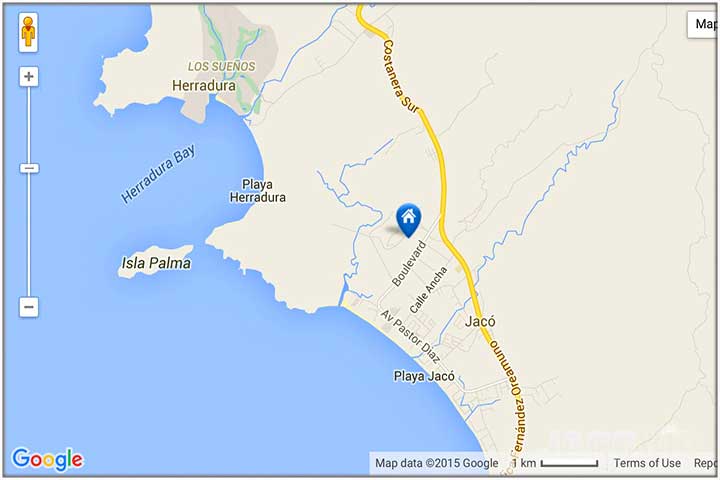 Map
LOS SUEÑOS
Herradura
Costanera Sur
Herradura Bay
Playa
Herradura
Isla Palma
Boulevard
Calle Ancha
Jacó
Av Pastor Diaz
Fernández Oreamuno
Playa Jacó
Google
Map data ©2015 Google
1 km
Terms of Use
Repo